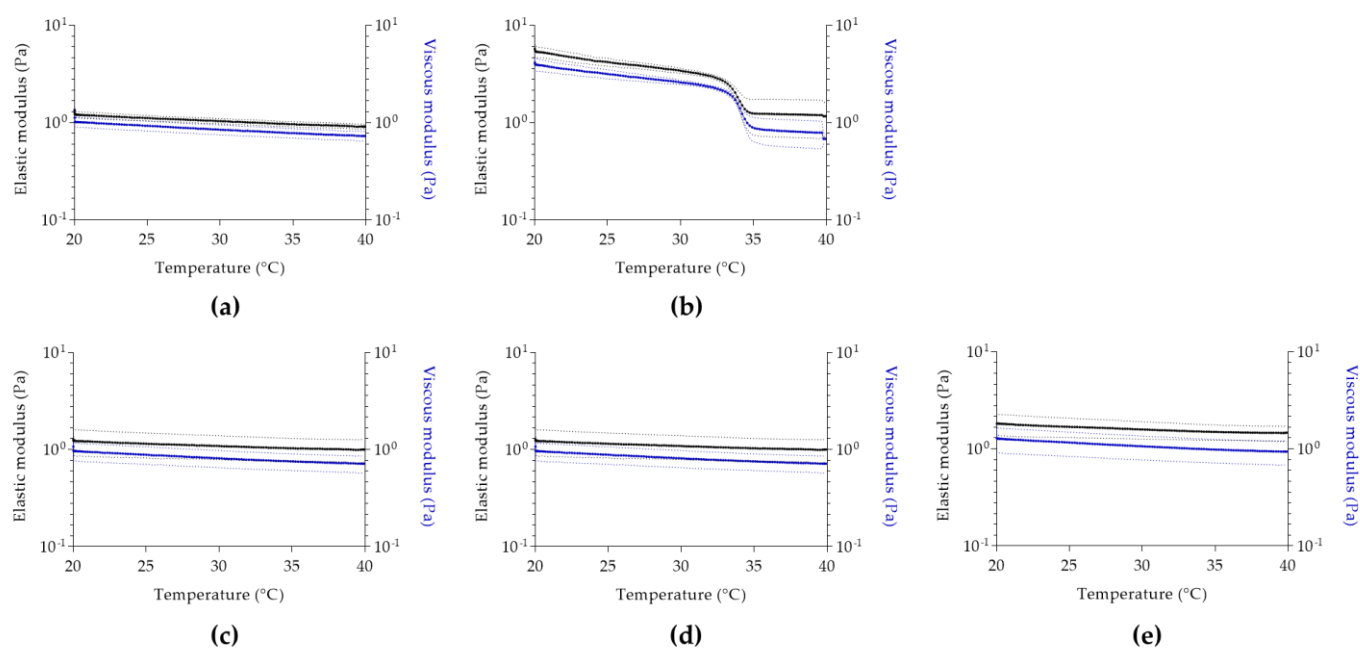 10¹ 10¹ 10¹ 10¹
Elastic modulus (Pa) Viscous modulus (Pa) Elastic modulus (Pa) Viscous modulus (Pa)
10⁰ 10⁰ 10⁰ 10⁰
10⁻¹ 10⁻¹ 10⁻¹ 10⁻¹
20 25 30 35 40 20 25 30 35 40
Temperature (°C) Temperature (°C)
(a) (b)
10¹ 10¹ 10¹ 10¹ 10¹ 10¹
Elastic modulus (Pa) Viscous modulus (Pa) Elastic modulus (Pa) Viscous modulus (Pa) Elastic modulus (Pa) Viscous modulus (Pa)
10⁰ 10⁰ 10⁰ 10⁰ 10⁰ 10⁰
10⁻¹ 10⁻¹ 10⁻¹ 10⁻¹ 10⁻¹ 10⁻¹
20 25 30 35 40 20 25 30 35 40 20 25 30 35 40
Temperature (°C) Temperature (°C) Temperature (°C)
(c) (d) (e)